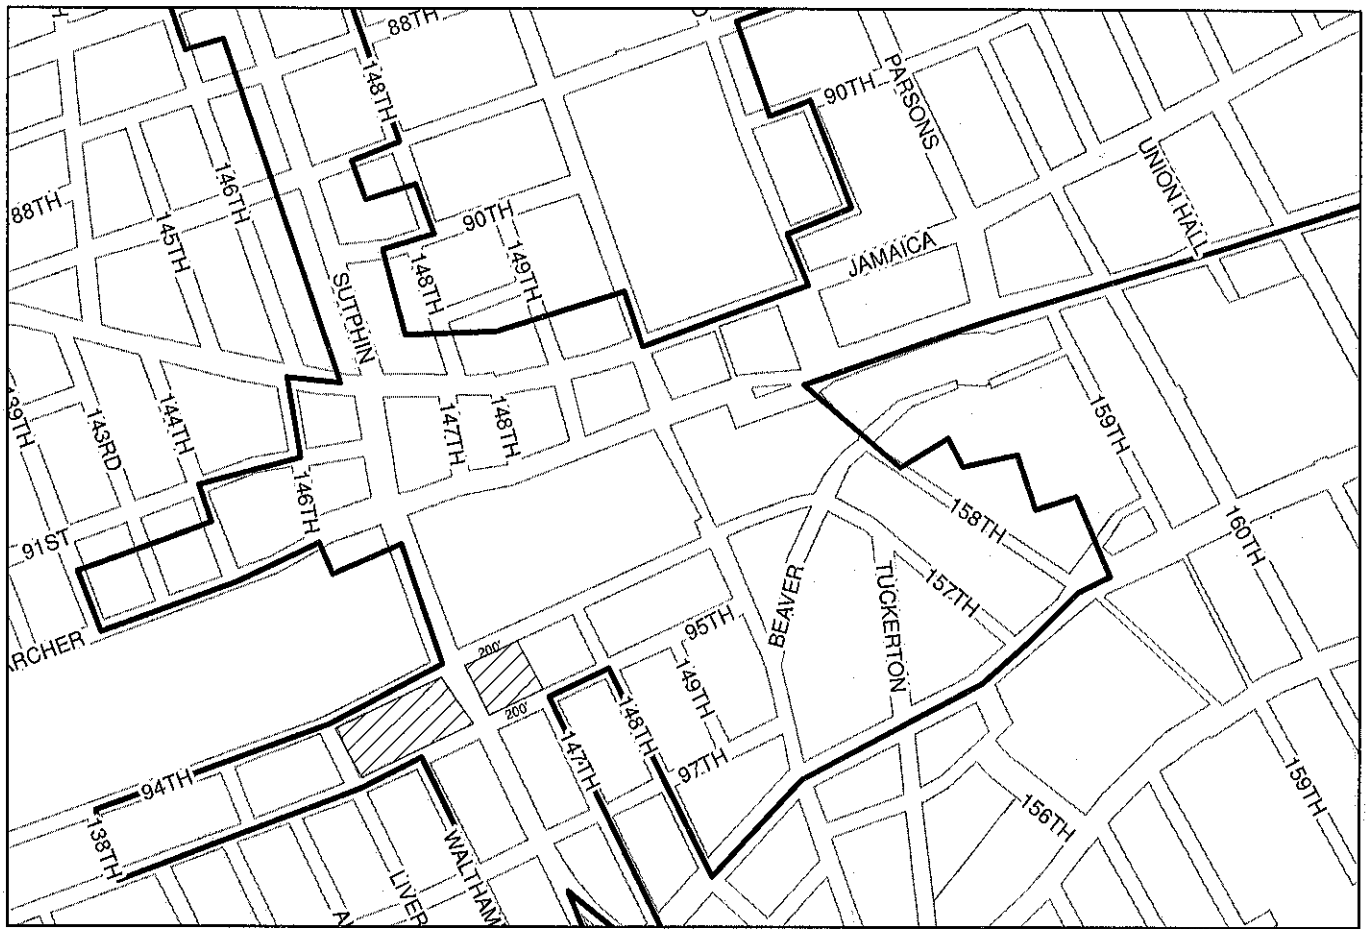 88TH
148TH
90TH
PARSONS
UNION HALL
146TH
88TH
145TH
90TH
149TH
148TH
JAMAICA
SUTPHIN
139TH
143RD
144TH
147TH
148TH
159TH
146TH
91ST
158TH
160TH
BEAVER
TUCKERTON
157TH
ARCHER
95TH
200'
149TH
200'
148TH
147TH
97TH
94TH
138TH
156TH
159TH
WALTHAM
LIVER